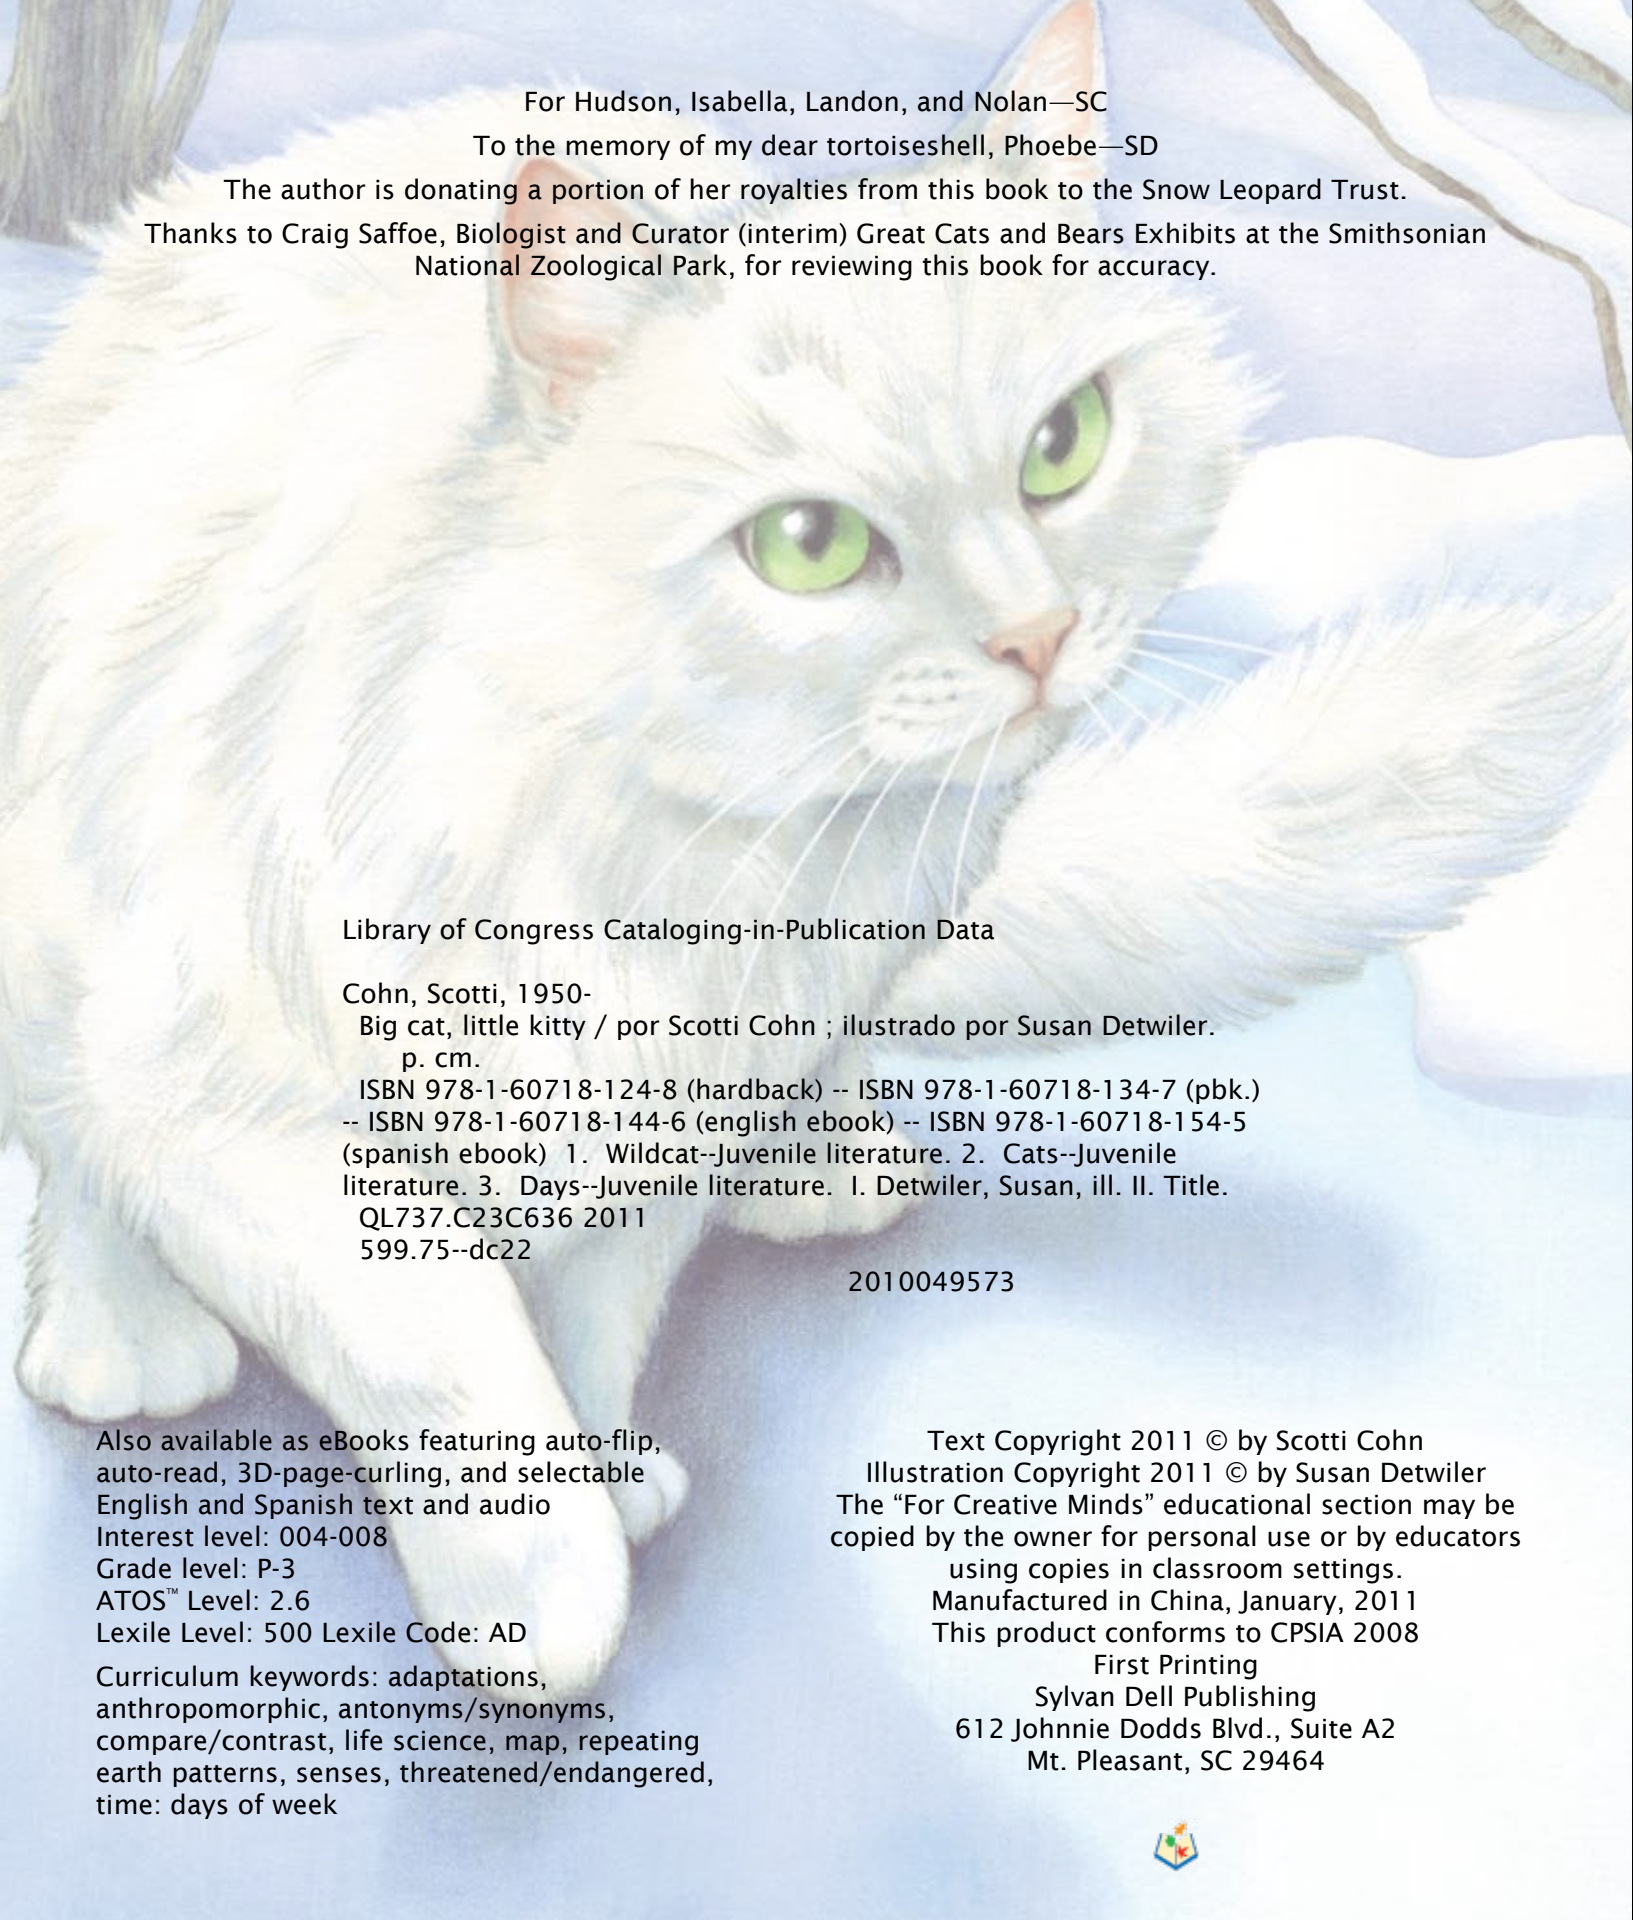 For Hudson, Isabella, Landon, and Nolan—SC
To the memory of my dear tortoiseshell, Phoebe—SD
The author is donating a portion of her royalties from this book to the Snow Leopard Trust.
Thanks to Craig Saffoe, Biologist and Curator (interim) Great Cats and Bears Exhibits at the Smithsonian
National Zoological Park, for reviewing this book for accuracy.
Library of Congress Cataloging-in-Publication Data
Cohn, Scotti, 1950-
Big cat, little kitty / por Scotti Cohn ; ilustrado por Susan Detwiler.
p. cm.
ISBN 978-1-60718-124-8 (hardback) -- ISBN 978-1-60718-134-7 (pbk.)
-- ISBN 978-1-60718-144-6 (english ebook) -- ISBN 978-1-60718-154-5
(spanish ebook)  1.  Wildcat--Juvenile literature. 2.  Cats--Juvenile
literature. 3.  Days--Juvenile literature.  I. Detwiler, Susan, ill. II. Title.
QL737.C23C636 2011
599.75--dc22
2010049573
Also available as eBooks featuring auto-flip,
auto-read, 3D-page-curling, and selectable
English and Spanish text and audio
Interest level: 004-008
Grade level: P-3
ATOS™ Level: 2.6
Lexile Level: 500 Lexile Code: AD
Curriculum keywords: adaptations,
anthropomorphic, antonyms/synonyms,
compare/contrast, life science, map, repeating
earth patterns, senses, threatened/endangered,
time: days of week
Text Copyright 2011 © by Scotti Cohn
Illustration Copyright 2011 © by Susan Detwiler
The “For Creative Minds” educational section may be
copied by the owner for personal use or by educators
using copies in classroom settings.
Manufactured in China, January, 2011
This product conforms to CPSIA 2008
First Printing
Sylvan Dell Publishing
612 Johnnie Dodds Blvd., Suite A2
Mt. Pleasant, SC 29464